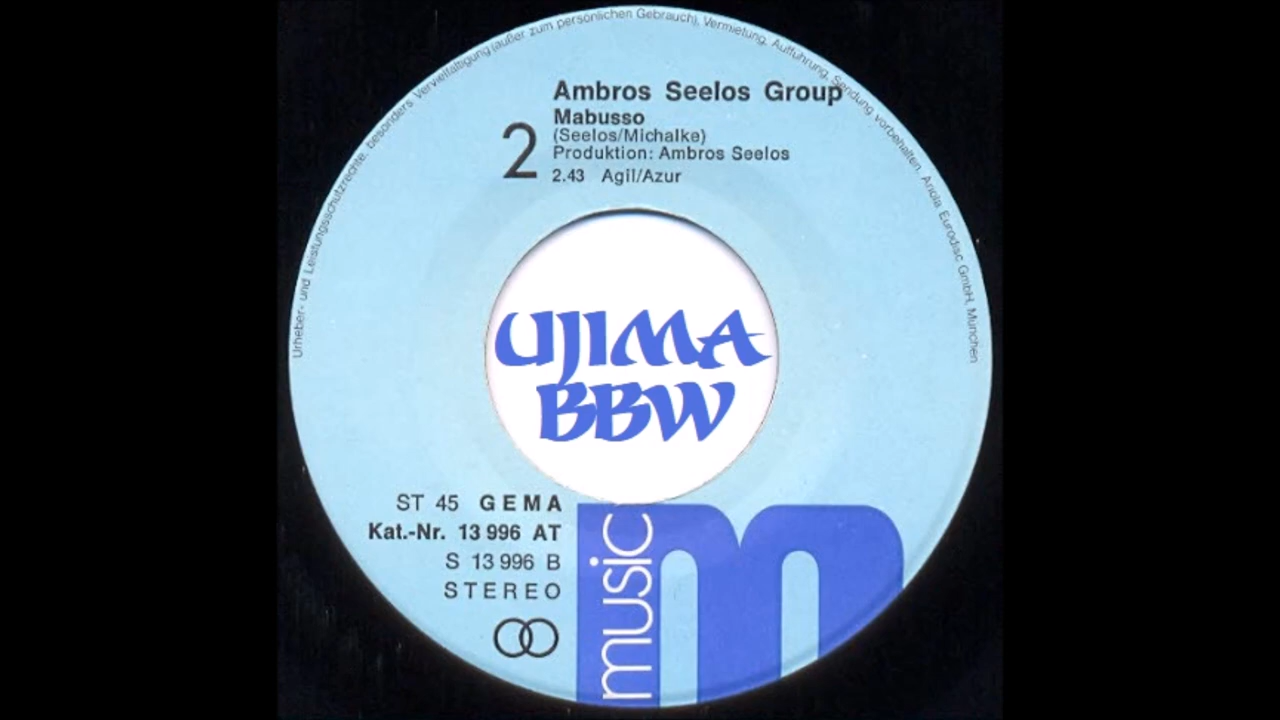 Urheber- und Leistungsschutzrechte, besonders Vervielfältigung (außer zum persönlichen Gebrauch), Vermietung, Aufführung, Sendung vorbehalten. Ariola Eurodisc GmbH, München
Ambros Seelos Group
Mabusso
(Seelos/Michalke)
2 Produktion: Ambros Seelos
2.43 Agil/Azur
UJIMA
BBW
ST 45 GEMA
Kat.-Nr. 13 996 AT
S 13 996 B
STEREO
music
m